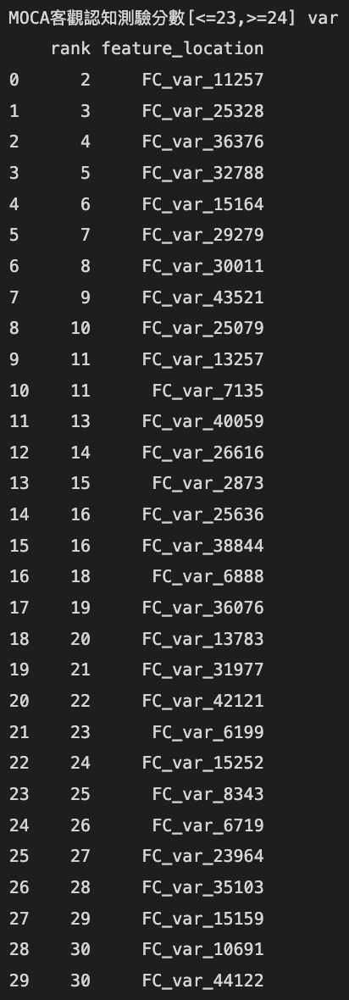 MOCA客觀認知測驗分數[<=23,>=24] var
rank feature_location
0 2 FC_var_11257
1 3 FC_var_25328
2 4 FC_var_36376
3 5 FC_var_32788
4 6 FC_var_15164
5 7 FC_var_29279
6 8 FC_var_30011
7 9 FC_var_43521
8 10 FC_var_25079
9 11 FC_var_13257
10 11 FC_var_7135
11 13 FC_var_40059
12 14 FC_var_26616
13 15 FC_var_2873
14 16 FC_var_25636
15 16 FC_var_38844
16 18 FC_var_6888
17 19 FC_var_36076
18 20 FC_var_13783
19 21 FC_var_31977
20 22 FC_var_42121
21 23 FC_var_6199
22 24 FC_var_15252
23 25 FC_var_8343
24 26 FC_var_6719
25 27 FC_var_23964
26 28 FC_var_35103
27 29 FC_var_15159
28 30 FC_var_10691
29 30 FC_var_44122